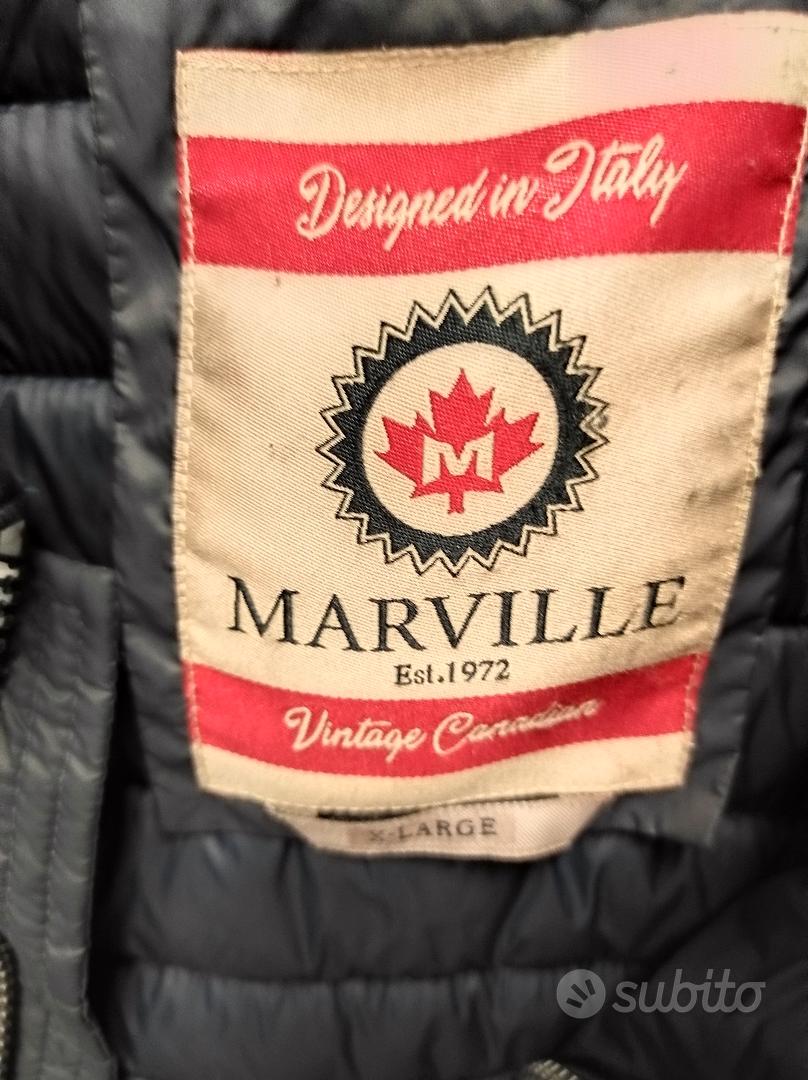 Designed in Italy
M
MARVILLE
Est.1972
Vintage Canadian
X-LARGE
subito